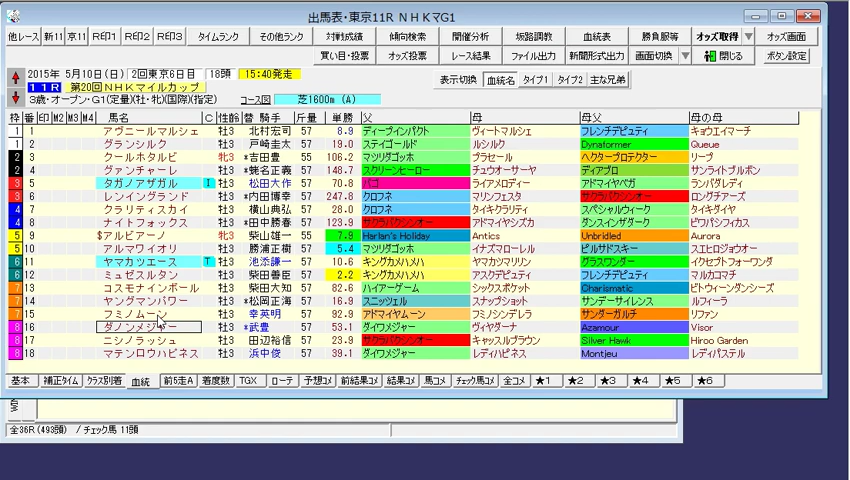 出馬表・東京11R ＮＨＫマG1
他レース 新11 京11 R印1 R印2 R印3 タイムランク その他ランク 対戦成績 傾向検索 開催分析 坂路調教 血統表 勝負服等 オッズ取得 オッズ画面
買い目・投票 オッズ投票 レース結果 ファイル出力 新聞形式出力 画面切換 閉じる ボタン設定
2015年 5月10日(日) 2回東京6日目 18頭 15:40発走
11R 第20回ＮＨＫマイルカップ
3歳・オープン・G1(定量)(牡・牝)(国際)(指定) コース図 芝1600m (A)
表示切換 血統名 タイプ1 タイプ2 主な兄弟
枠 番 印 M2 M3 M4 馬名 C 性齢 替 騎手 斤量 単勝 父 母 母父 母の母
1 1 アヴニールマルシェ 牡3 北村宏司 57 8.9 ディープインパクト ヴィートマルシェ フレンチデピュティ キョウエイマーチ
1 2 グランシルク 牡3 戸崎圭太 57 19.0 ステイゴールド ルシルク Dynaformer Queue
2 3 クールホタルビ 牝3 *吉田豊 55 106.2 マツリダゴッホ プラセール ヘクタープロテクター リープ
2 4 グァンチャーレ 牡3 *蛯名正義 57 148.7 スクリーンヒーロー チュウオーサーヤ ディアブロ サンライトブルボン
3 5 タガノアザガル I 牡3 松田大作 57 70.8 バゴ ライアメロディー アドマイヤベガ ランバダレディ
3 6 レンイングランド 牡3 *内田博幸 57 247.8 クロフネ マリンフェスタ サクラバクシンオー ロングチアーズ
4 7 クラリティスカイ 牡3 横山典弘 57 28.0 クロフネ タイキクラリティ スペシャルウィーク タイキダイヤ
4 8 ナイトフォックス 牡3 *田中勝春 57 123.9 サクラバクシンオー アドマイヤシズカ ダンスインザダーク ビワパシフィカス
5 9 $アルビアーノ 牝3 柴山雄一 55 7.9 Harlan's Holiday Antics Unbridled Aurora
5 10 アルマワイオリ 牡3 勝浦正樹 57 5.4 マツリダゴッホ イナズマローレル ピルサドスキー スエヒロジョウオー
6 11 ヤマカツエース T 牡3 池添謙一 57 10.6 キングカメハメハ ヤマカツマリリン グラスワンダー イクセプトフォーワンダ
6 12 ミュゼスルタン 牡3 柴田善臣 57 2.2 キングカメハメハ アスクデピュティ フレンチデピュティ マルカコマチ
7 13 コスモナインボール 牡3 柴田大知 57 82.6 ハイアーゲーム シックスポケット Charismatic ビトウィーンダンシーズ
7 14 ヤングマンパワー 牡3 *松岡正海 57 16.9 スニッツェル スナップショット サンデーサイレンス ルフィーラ
7 15 フミノムーン 牡3 幸英明 57 92.9 アドマイヤムーン フミノシンデレラ サンダーガルチ リファン
8 16 ダノンメジャー 牡3 *武豊 57 53.1 ダイワメジャー ヴィヤダーナ Azamour Visor
8 17 ニシノラッシュ 牡3 田辺裕信 57 23.9 サクラバクシンオー キャッスルブラウン Silver Hawk Hiroo Garden
8 18 マテンロウハピネス 牡3 浜中俊 57 39.1 ダイワメジャー レディハピネス Montjeu レディバステル
基本 補正タイム クラス別着 血統 前5走A 着度数 TGX ローテ 予想コメ 前結果コメ 結果コメ 馬コメ チェック馬コメ 全コメ ★1 ★2 ★3 ★4 ★5 ★6
全36R (493頭) / チェック馬 11頭